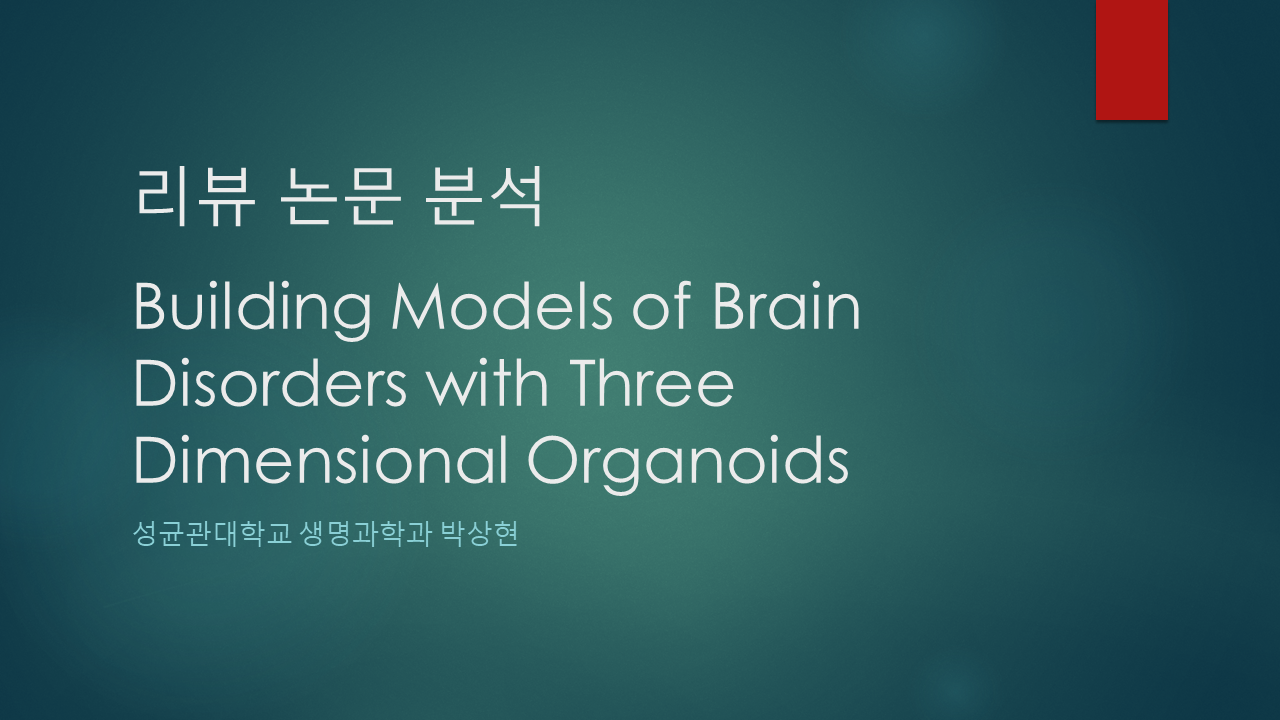 리뷰 논문 분석
Building Models of Brain
Disorders with Three
Dimensional Organoids
성균관대학교 생명과학과 박상현